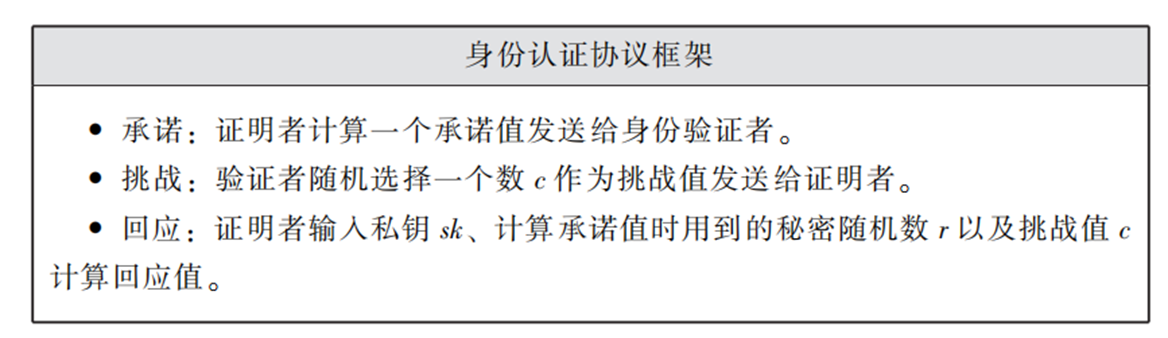 身份认证协议框架
• 承诺：证明者计算一个承诺值发送给身份验证者。
• 挑战：验证者随机选择一个数 c 作为挑战值发送给证明者。
• 回应：证明者输入私钥 sk、计算承诺值时用到的秘密随机数 r 以及挑战值 c
计算回应值。